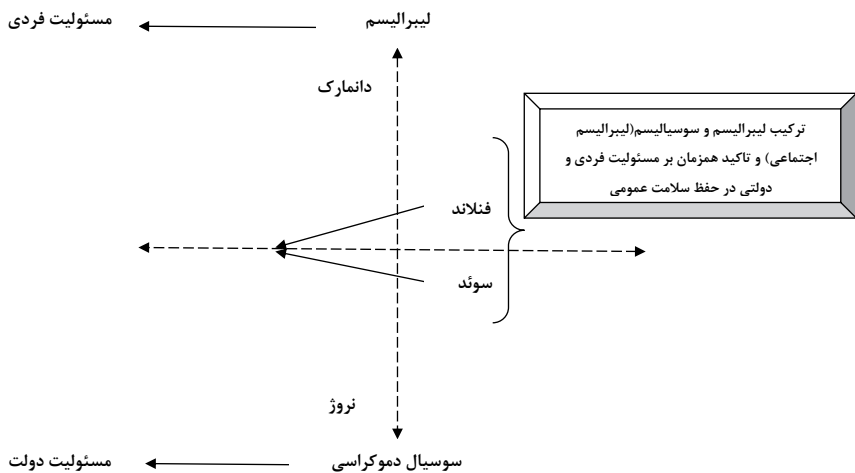 لیبرالیسم
مسئولیت فردی
دانمارک
ترکیب لیبرالیسم و سوسیالیسم(لیبرالیسم
اجتماعی) و تاکید همزمان بر مسئولیت فردی و
دولتی در حفظ سلامت عمومی
فنلاند
سوئد
نروژ
سوسیال دموکراسی
مسئولیت دولت